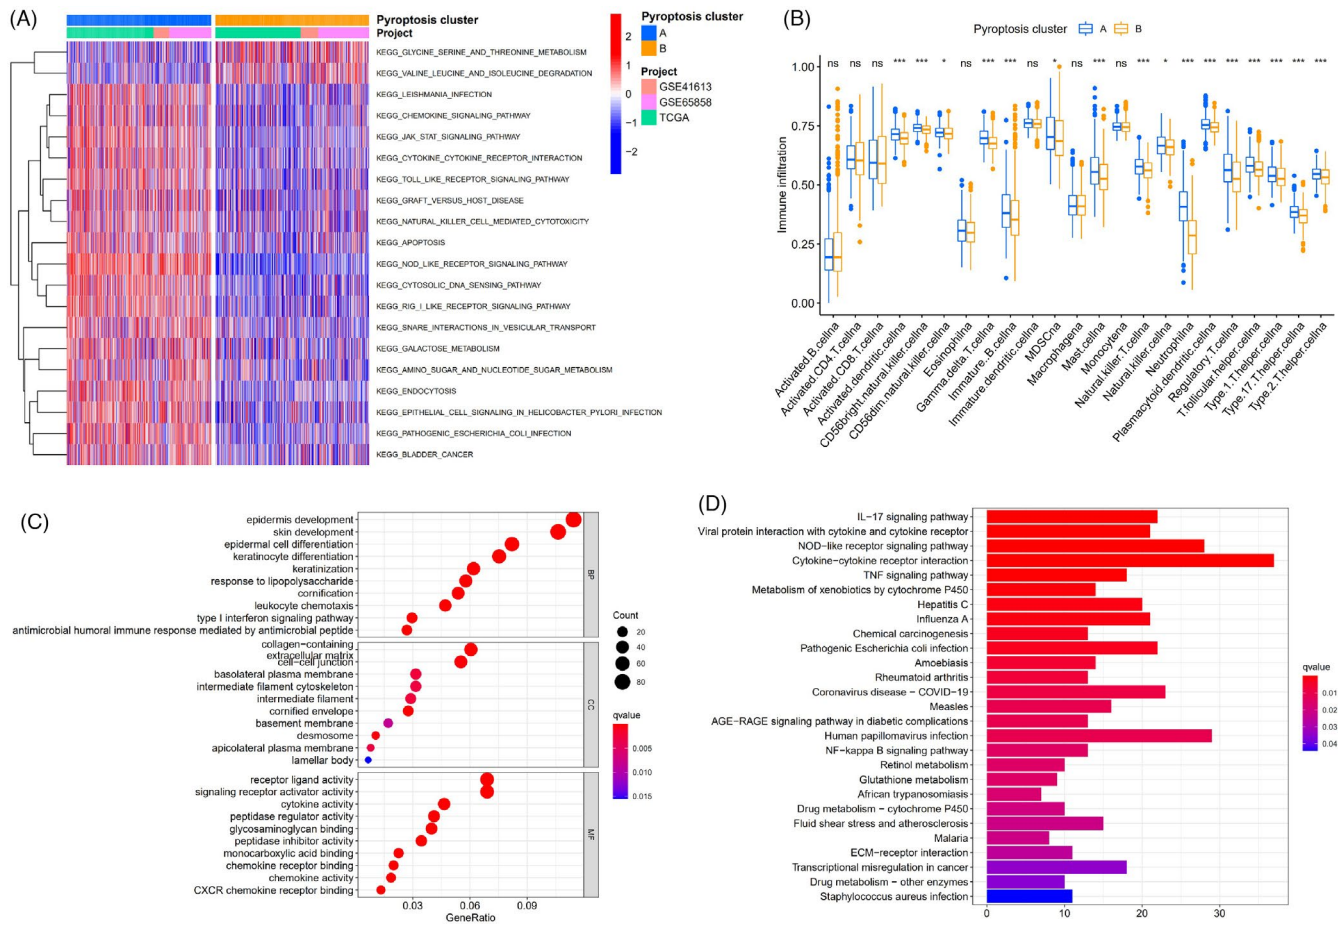 (A)
Pyroptosis cluster
Project
KEGG_GLYCINE_SERINE_AND_THREONINE_METABOLISM
KEGG_VALINE_LEUCINE_AND_ISOLEUCINE_DEGRADATION
KEGG_LEISHMANIA_INFECTION
KEGG_CHEMOKINE_SIGNALING_PATHWAY
KEGG_JAK_STAT_SIGNALING_PATHWAY
KEGG_CYTOKINE_CYTOKINE_RECEPTOR_INTERACTION
KEGG_TOLL_LIKE_RECEPTOR_SIGNALING_PATHWAY
KEGG_GRAFT_VERSUS_HOST_DISEASE
KEGG_NATURAL_KILLER_CELL_MEDIATED_CYTOTOXICITY
KEGG_APOPTOSIS
KEGG_NOD_LIKE_RECEPTOR_SIGNALING_PATHWAY
KEGG_CYTOSOLIC_DNA_SENSING_PATHWAY
KEGG_RIG_I_LIKE_RECEPTOR_SIGNALING_PATHWAY
KEGG_SNARE_INTERACTIONS_IN_VESICULAR_TRANSPORT
KEGG_GALACTOSE_METABOLISM
KEGG_AMINO_SUGAR_AND_NUCLEOTIDE_SUGAR_METABOLISM
KEGG_ENDOCYTOSIS
KEGG_EPITHELIAL_CELL_SIGNALING_IN_HELICOBACTER_PYLORI_INFECTION
KEGG_PATHOGENIC_ESCHERICHIA_COLI_INFECTION
KEGG_BLADDER_CANCER
2
1
0
−1
−2
Pyroptosis cluster
A
B
Project
GSE41613
GSE65858
TCGA
(B)
Pyroptosis cluster A B
ns ns ns *** *** * ns *** *** ns * ns *** ns *** * *** *** *** *** *** *** ***
Immune infiltration
1.00
0.75
0.50
0.25
0.00
Activated.B.cellna
Activated.CD4.T.cellna
Activated.CD8.T.cellna
Activated.dendritic.cellna
CD56bright.natural.killer.cellna
CD56dim.natural.killer.cellna
Eosinophilna
Gamma.delta.T.cellna
Immature..B.cellna
Immature.dendritic.cellna
MDSCna
Macrophagena
Mast.cellna
Monocytena
Natural.killer.T.cellna
Natural.killer.cellna
Neutrophilna
Plasmacytoid.dendritic.cellna
Regulatory.T.cellna
T.follicular.helper.cellna
Type.1.T.helper.cellna
Type.17.T.helper.cellna
Type.2.T.helper.cellna
(C)
epidermis development
skin development
epidermal cell differentiation
keratinocyte differentiation
keratinization
response to lipopolysaccharide
cornification
leukocyte chemotaxis
type I interferon signaling pathway
antimicrobial humoral immune response mediated by antimicrobial peptide
BP
collagen−containing
extracellular matrix
cell−cell junction
basolateral plasma membrane
intermediate filament cytoskeleton
intermediate filament
cornified envelope
basement membrane
desmosome
apicolateral plasma membrane
lamellar body
CC
receptor ligand activity
signaling receptor activator activity
cytokine activity
peptidase regulator activity
glycosaminoglycan binding
peptidase inhibitor activity
monocarboxylic acid binding
chemokine receptor binding
chemokine activity
CXCR chemokine receptor binding
MF
0.03 0.06 0.09
GeneRatio
Count
20
40
60
80
qvalue
0.005
0.010
0.015
(D)
IL−17 signaling pathway
Viral protein interaction with cytokine and cytokine receptor
NOD−like receptor signaling pathway
Cytokine−cytokine receptor interaction
TNF signaling pathway
Metabolism of xenobiotics by cytochrome P450
Hepatitis C
Influenza A
Chemical carcinogenesis
Pathogenic Escherichia coli infection
Amoebiasis
Rheumatoid arthritis
Coronavirus disease − COVID−19
Measles
AGE−RAGE signaling pathway in diabetic complications
Human papillomavirus infection
NF−kappa B signaling pathway
Retinol metabolism
Glutathione metabolism
African trypanosomiasis
Drug metabolism − cytochrome P450
Fluid shear stress and atherosclerosis
Malaria
ECM−receptor interaction
Transcriptional misregulation in cancer
Drug metabolism − other enzymes
Staphylococcus aureus infection
0 10 20 30
qvalue
0.01
0.02
0.03
0.04